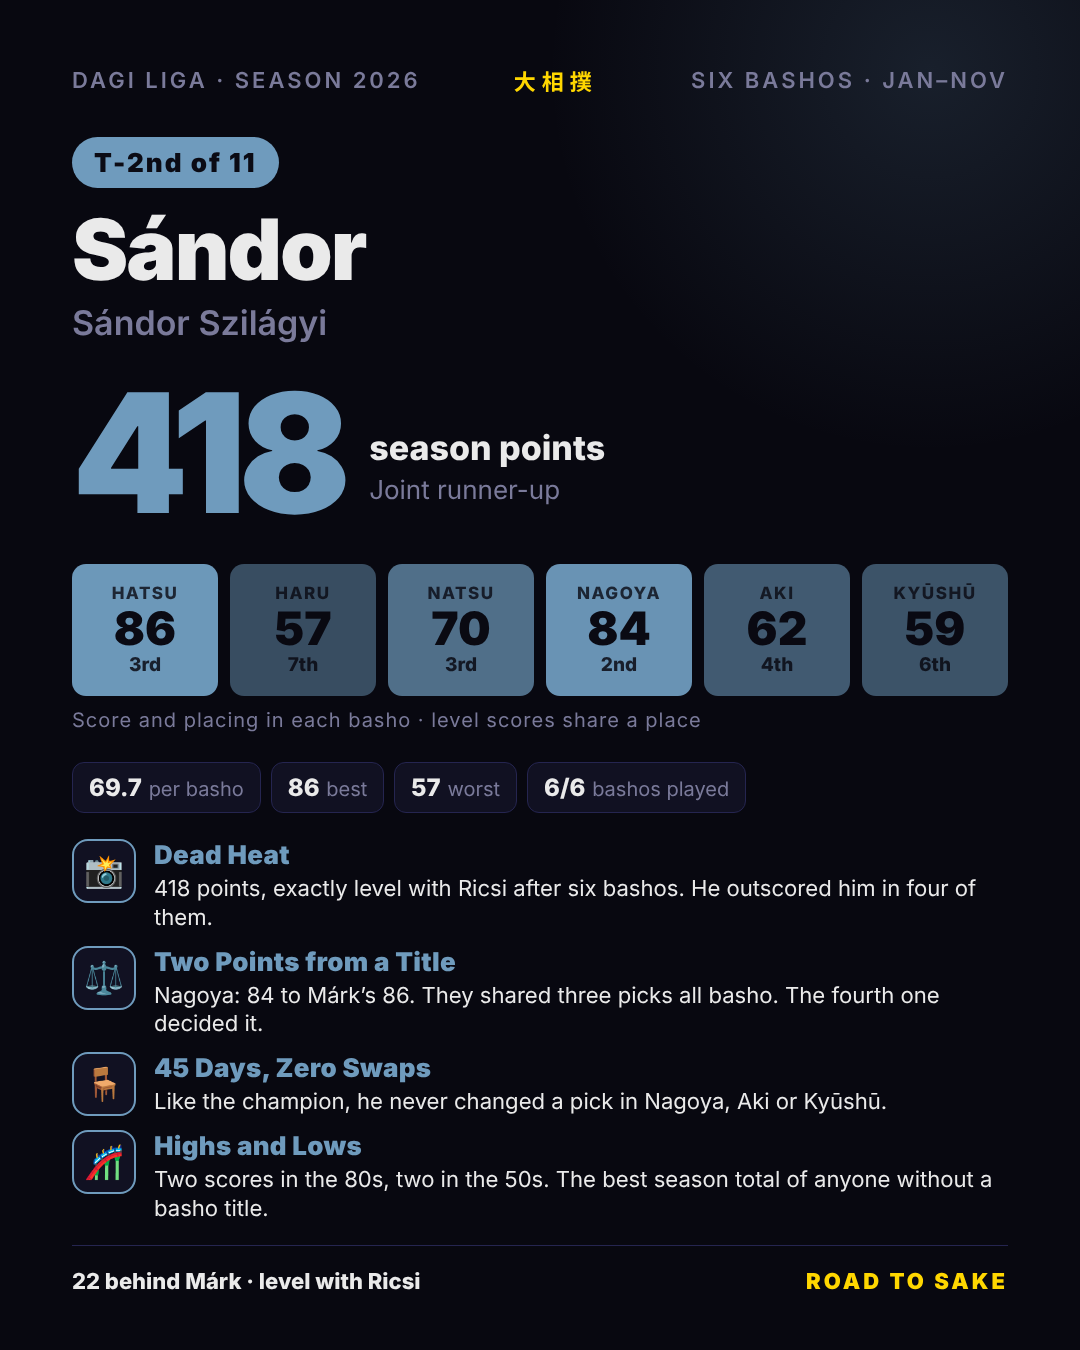 DAGI LIGA · SEASON 2026
大相撲
SIX BASHOS · JAN–NOV
T-2nd of 11
Sándor
Sándor Szilágyi
418
season points
Joint runner-up
HATSU
86
3rd
HARU
57
7th
NATSU
70
3rd
NAGOYA
84
2nd
AKI
62
4th
KYŪSHŪ
59
6th
Score and placing in each basho · level scores share a place
69.7 per basho
86 best
57 worst
6/6 bashos played
Dead Heat
418 points, exactly level with Ricsi after six bashos. He outscored him in four of
them.
Two Points from a Title
Nagoya: 84 to Márk’s 86. They shared three picks all basho. The fourth one
decided it.
45 Days, Zero Swaps
Like the champion, he never changed a pick in Nagoya, Aki or Kyūshū.
Highs and Lows
Two scores in the 80s, two in the 50s. The best season total of anyone without a
basho title.
22 behind Márk · level with Ricsi
ROAD TO SAKE